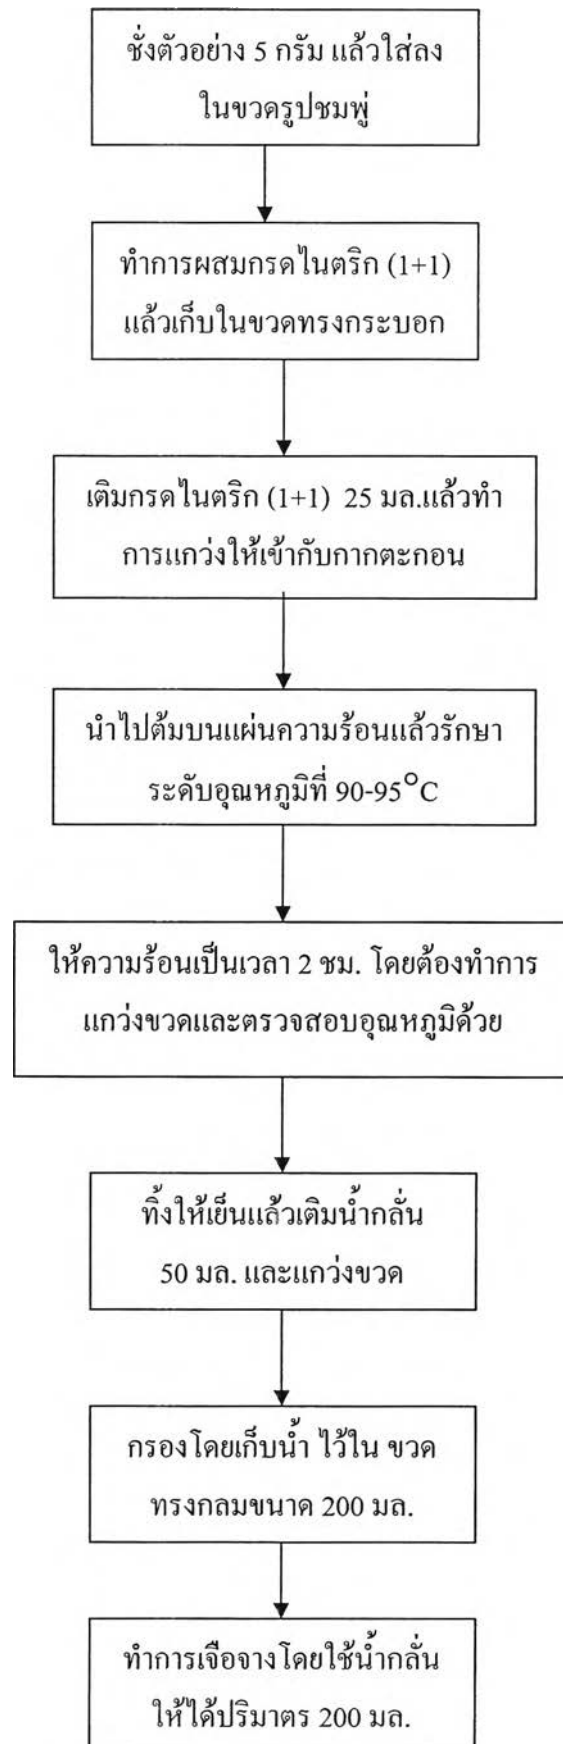 ชั่งตัวอย่าง 5 กรัม แล้วใส่ลง
ในขวดรูปชมพู่
ทำการผสมกรดไนตริก (1+1)
แล้วเก็บในขวดทรงกระบอก
เติมกรดไนตริก (1+1) 25 มล.แล้วทำ
การแกว่งให้เข้ากับกากตะกอน
นำไปต้มบนแผ่นความร้อนแล้วรักษา
ระดับอุณหภูมิที่ 90-95°C
ให้ความร้อนเป็นเวลา 2 ชม. โดยต้องทำการ
แกว่งขวดและตรวจสอบอุณหภูมิด้วย
ทิ้งให้เย็นแล้วเติมน้ำกลั่น
50 มล. และแกว่งขวด
กรองโดยเก็บน้ำ ไว้ใน ขวด
ทรงกลมขนาด 200 มล.
ทำการเจือจางโดยใช้น้ำกลั่น
ให้ได้ปริมาตร 200 มล.